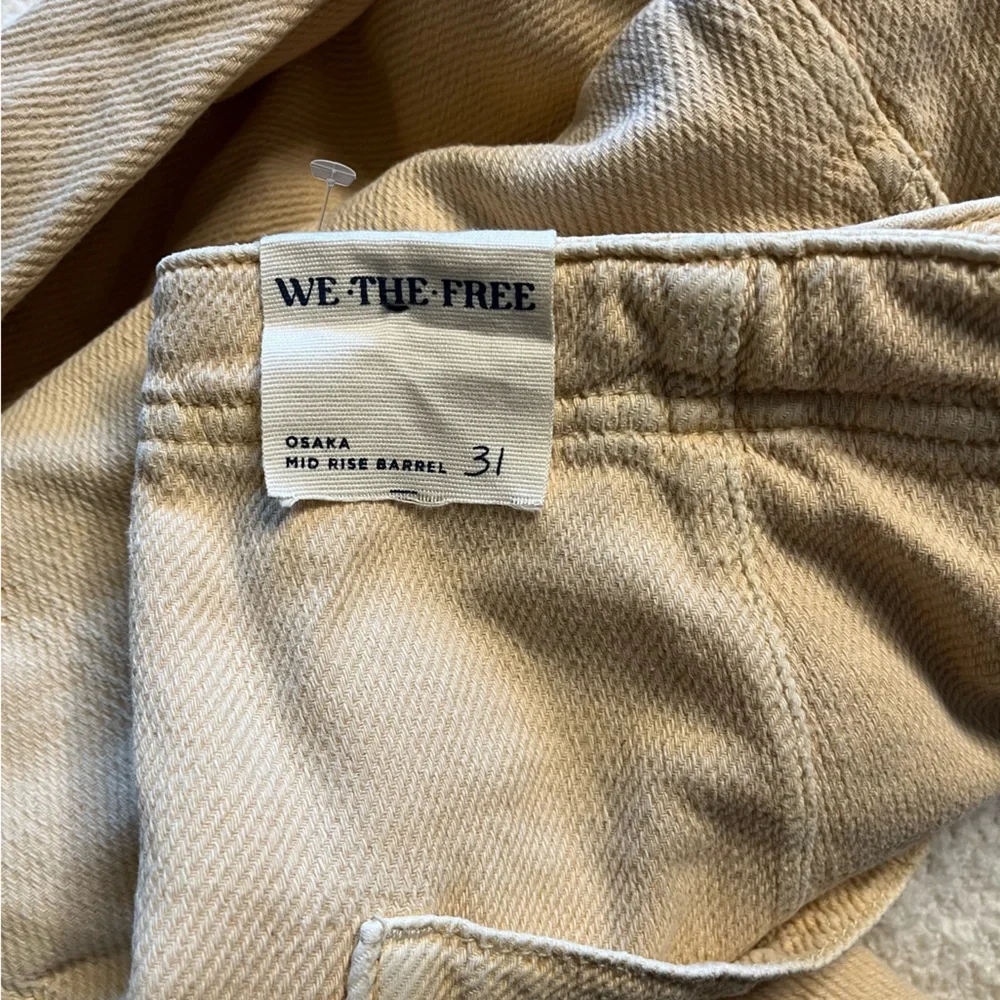 WE·THE·FREE
OSAKA
MID RISE BARREL 31